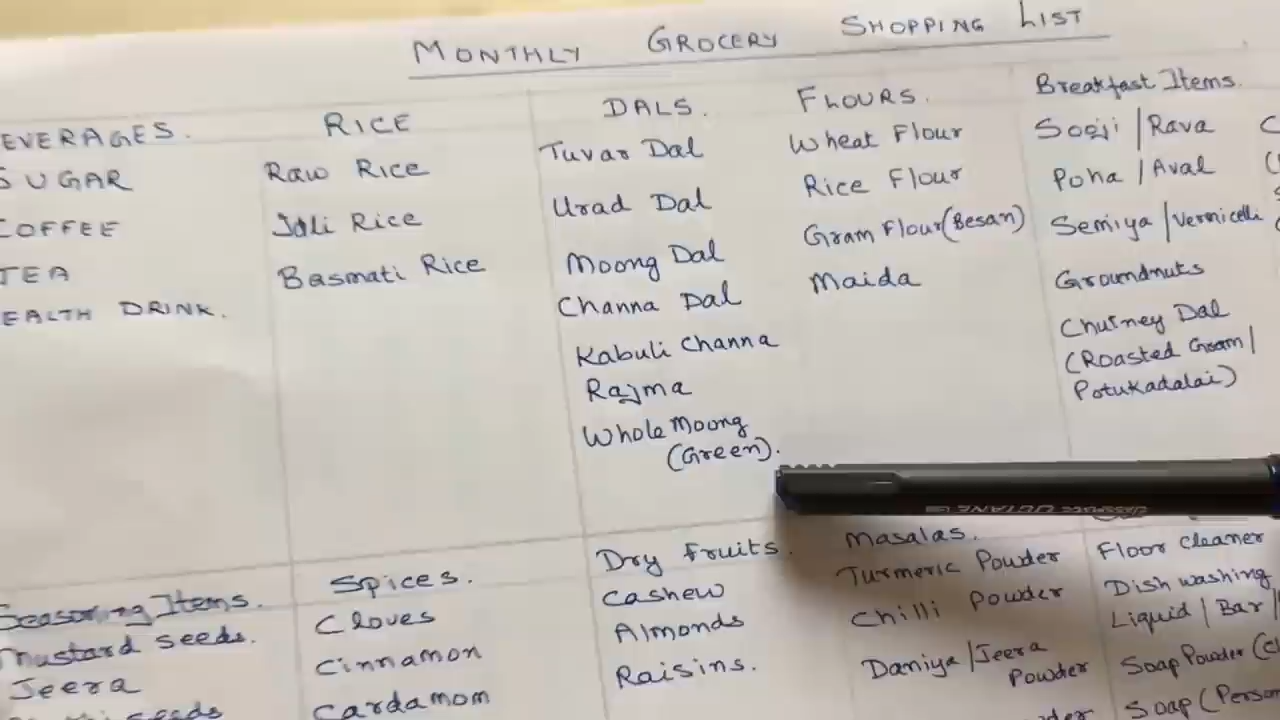 MONTHLY GROCERY SHOPPING LIST
EVERAGES.
SUGAR
COFFEE
TEA
EALTH DRINK.
RICE
Raw Rice
Idli Rice
Basmati Rice
DALS.
Tuvar Dal
Urad Dal
Moong Dal
Channa Dal
Kabuli Channa
Rajma
Whole Moong
(Green).
FLOURS.
Wheat Flour
Rice Flour
Gram Flour(Besan)
Maida
Breakfast Items.
Sooji / Rava
Poha / Aval
Semiya / Vermicelli
Groundnuts
Chutney Dal
(Roasted Gram /
Potukadalai)
Seasoning Items.
Mustard Seeds.
Jeera
seeds
Spices.
Cloves
Cinnamon
Cardamom
Dry Fruits.
Cashew
Almonds
Raisins.
Masalas.
Turmeric Powder
Chilli Powder
Daniya / Jeera
Powder
Floor cleaner
Dish washing
Liquid / Bar /
Soap Powder (Cl
Soap (Person